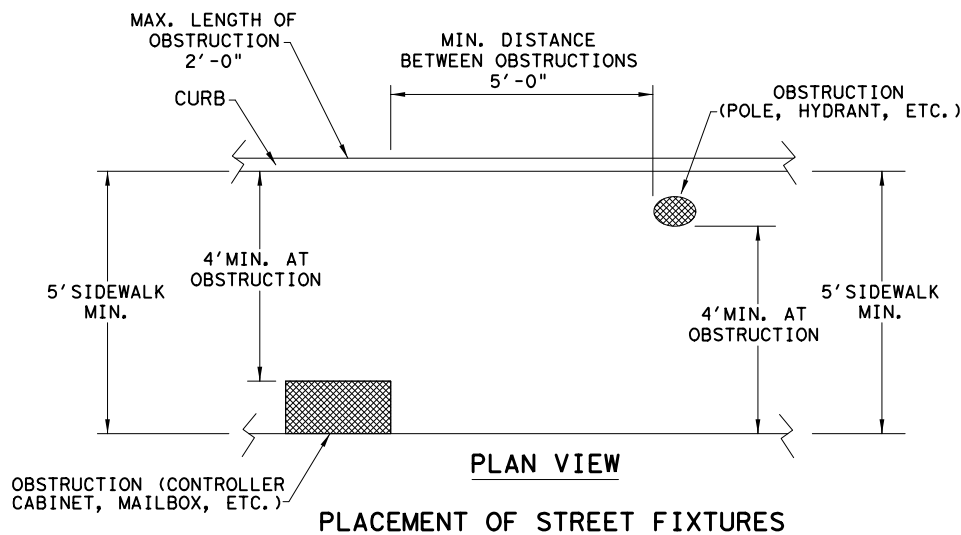 MAX. LENGTH OF
OBSTRUCTION
2'-0"
CURB
MIN. DISTANCE
BETWEEN OBSTRUCTIONS
5'-0"
OBSTRUCTION
(POLE, HYDRANT, ETC.)
4' MIN. AT
OBSTRUCTION
5' SIDEWALK
MIN.
4' MIN. AT
OBSTRUCTION
5' SIDEWALK
MIN.
OBSTRUCTION (CONTROLLER
CABINET, MAILBOX, ETC.)
PLAN VIEW
PLACEMENT OF STREET FIXTURES